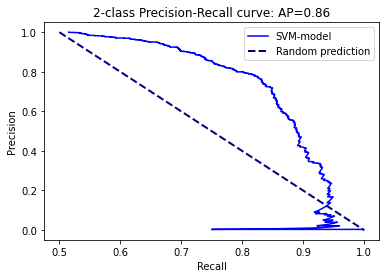 2-class Precision-Recall curve: AP=0.86
SVM-model
Random prediction
Precision
1.0
0.8
0.6
0.4
0.2
0.0
0.5 0.6 0.7 0.8 0.9 1.0
Recall